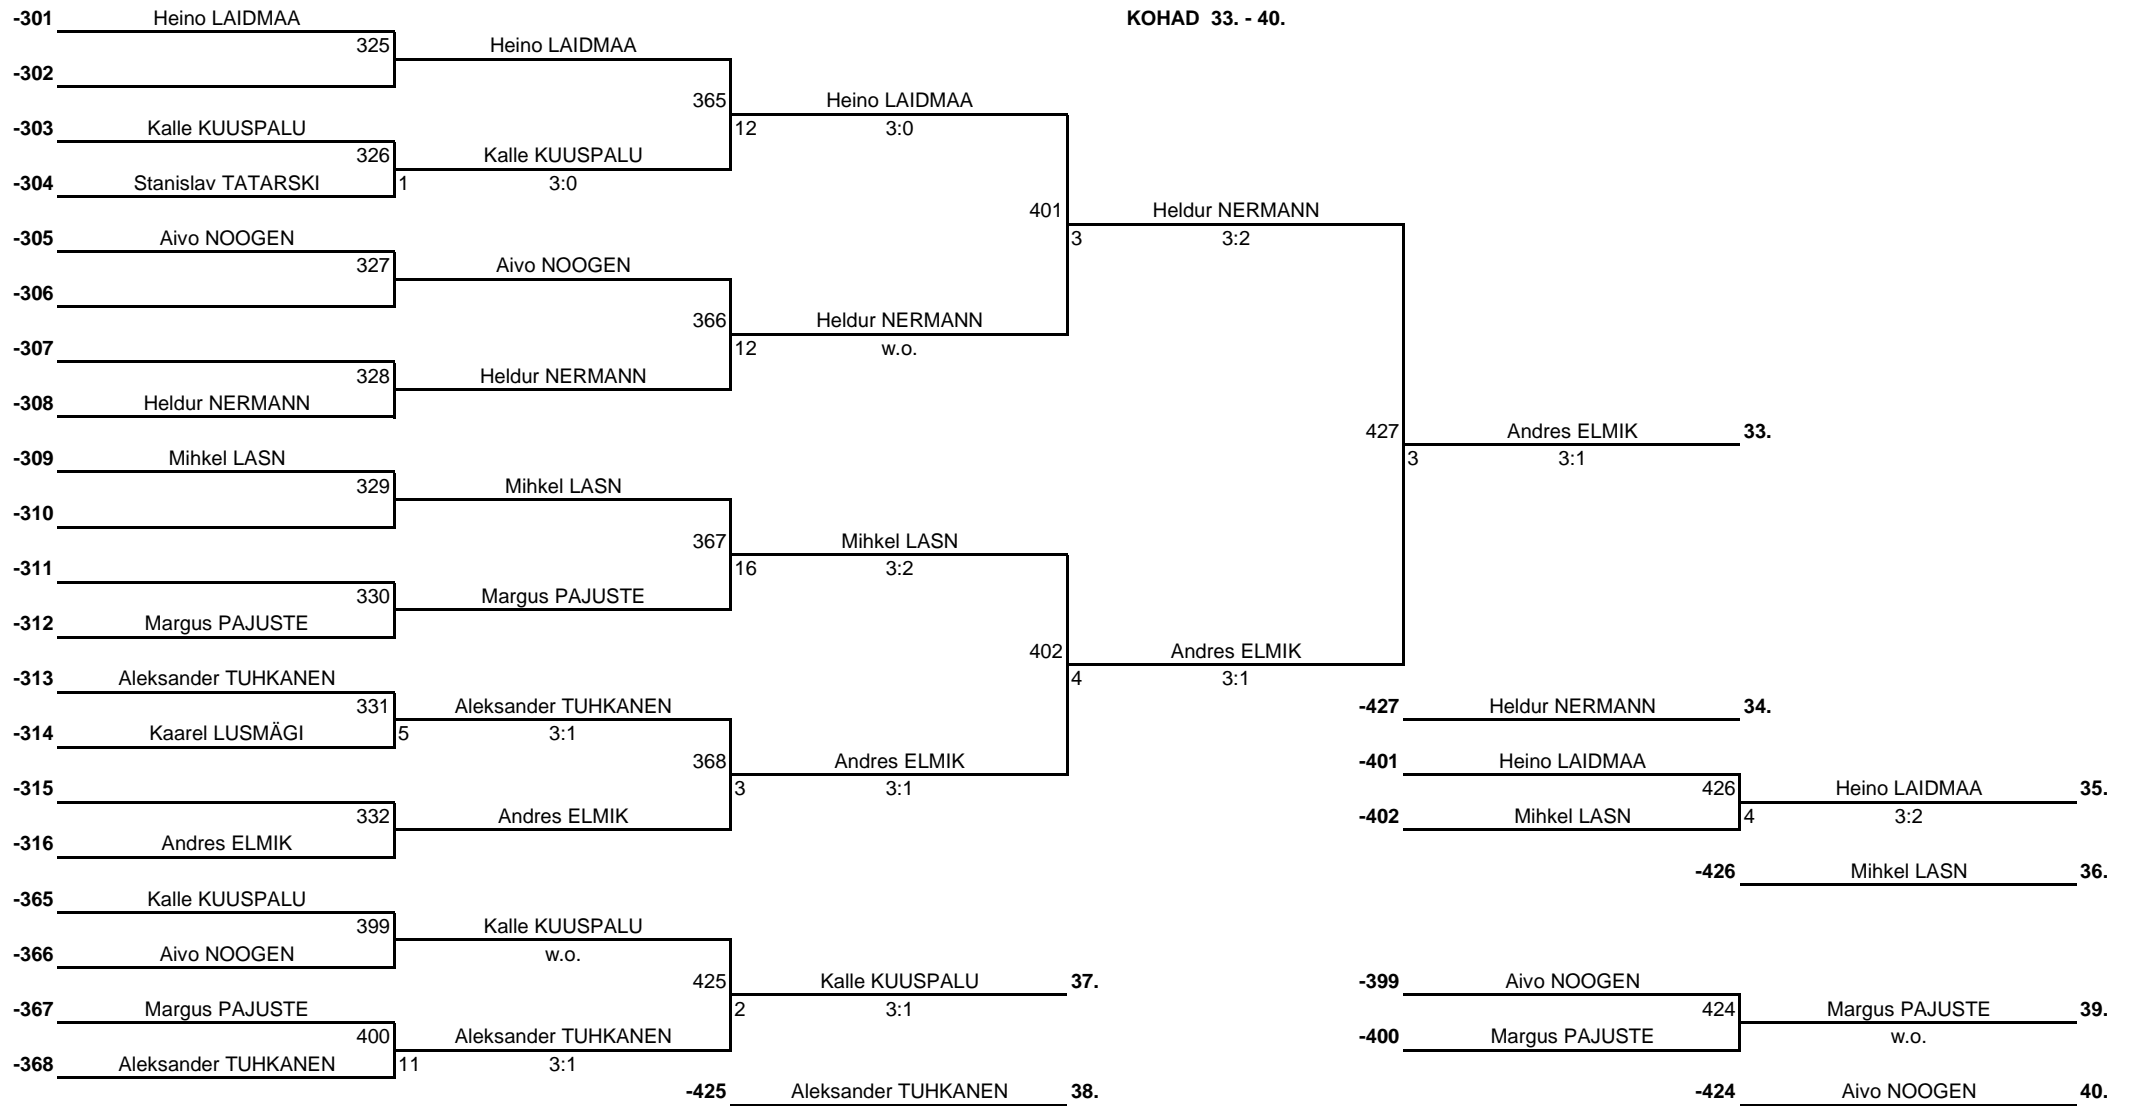 -301 Heino LAIDMAA KOHAD 33. - 40.
325 Heino LAIDMAA
-302
365 Heino LAIDMAA
-303 Kalle KUUSPALU 12 3:0
326 Kalle KUUSPALU
-304 Stanislav TATARSKI 1 3:0
401 Heldur NERMANN
-305 Aivo NOOGEN 3 3:2
327 Aivo NOOGEN
-306
366 Heldur NERMANN
-307 12 w.o.
328 Heldur NERMANN
-308 Heldur NERMANN
427 Andres ELMIK 33.
-309 Mihkel LASN 3 3:1
329 Mihkel LASN
-310
367 Mihkel LASN
-311 16 3:2
330 Margus PAJUSTE
-312 Margus PAJUSTE
402 Andres ELMIK
-313 Aleksander TUHKANEN 4 3:1
331 Aleksander TUHKANEN -427 Heldur NERMANN 34.
-314 Kaarel LUSMÄGI 5 3:1
368 Andres ELMIK -401 Heino LAIDMAA
-315 3 3:1 426 Heino LAIDMAA 35.
332 Andres ELMIK -402 Mihkel LASN 4 3:2
-316 Andres ELMIK
-426 Mihkel LASN 36.
-365 Kalle KUUSPALU
399 Kalle KUUSPALU
-366 Aivo NOOGEN w.o.
425 Kalle KUUSPALU 37. -399 Aivo NOOGEN
-367 Margus PAJUSTE 2 3:1 424 Margus PAJUSTE 39.
400 Aleksander TUHKANEN -400 Margus PAJUSTE w.o.
-368 Aleksander TUHKANEN 11 3:1
-425 Aleksander TUHKANEN 38. -424 Aivo NOOGEN 40.